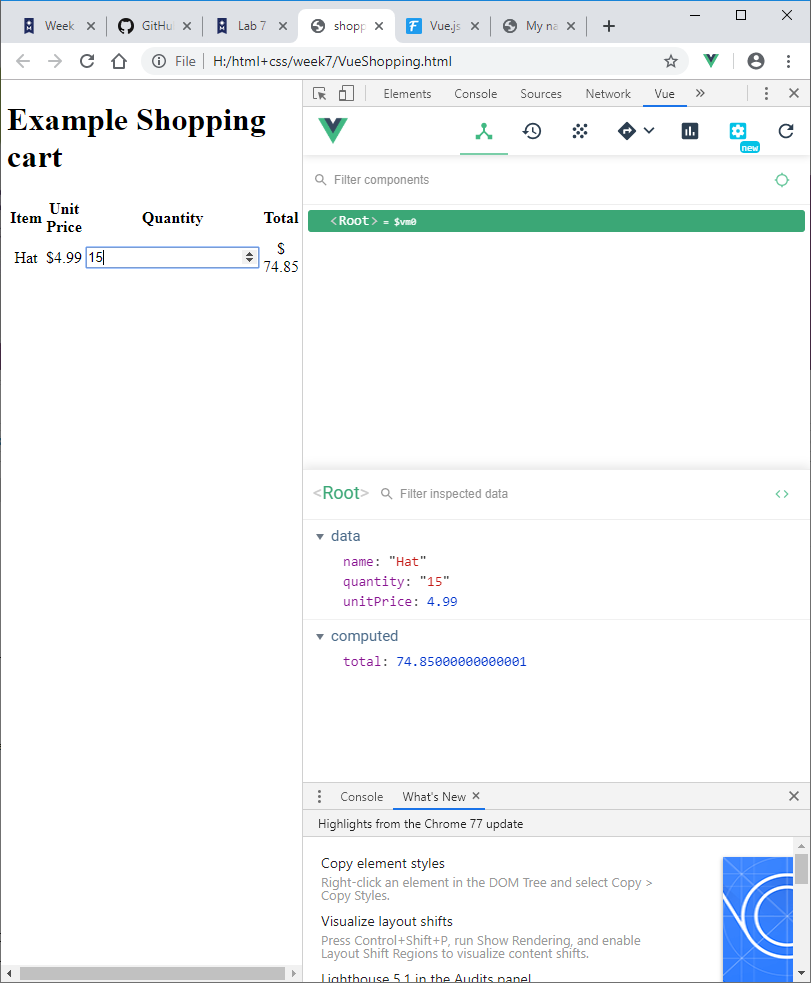 Week
GitHu
Lab 7
shopp
Vue.js
My na
File
H:/html+css/week7/VueShopping.html
Example Shopping
cart
Item Unit Price Quantity Total
Hat $4.99 15 $ 74.85
Elements Console Sources Network Vue »
new
Filter components
<Root> = $vm0
<Root> Filter inspected data
data
name: "Hat"
quantity: "15"
unitPrice: 4.99
computed
total: 74.85000000000001
Console What's New
Highlights from the Chrome 77 update
Copy element styles
Right-click an element in the DOM Tree and select Copy >
Copy Styles.
Visualize layout shifts
Press Control+Shift+P, run Show Rendering, and enable
Layout Shift Regions to visualize content shifts.
Lighthouse 5.1 in the Audits panel